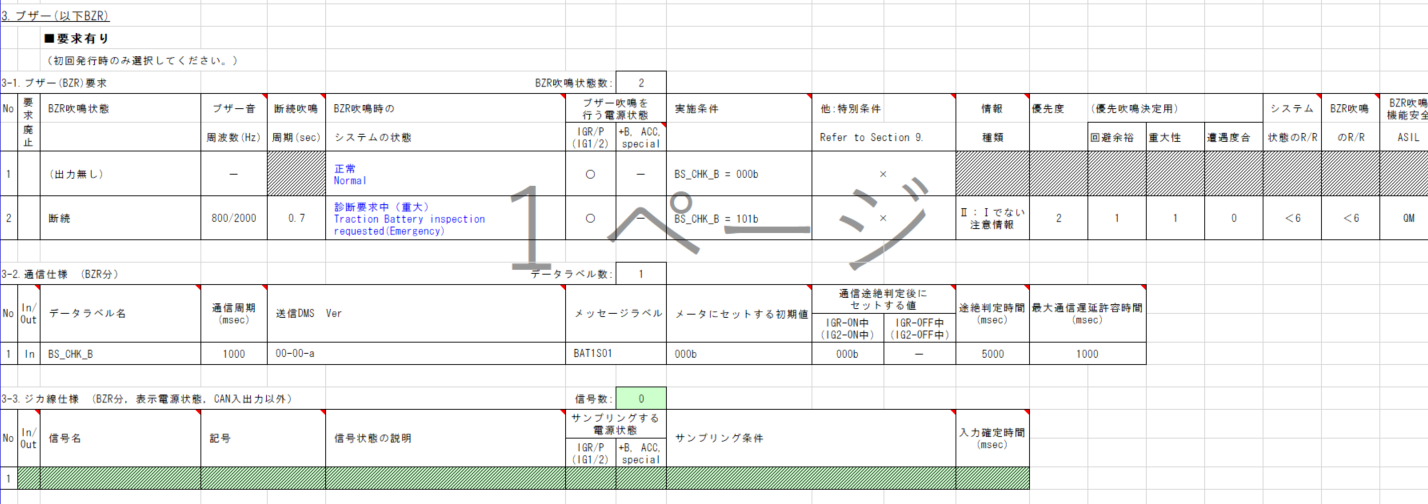 3. ブザー(以下BZR)
■要求有り
(初回発行時のみ選択してください。)
3-1. ブザー(BZR)要求 BZR吹鳴状態数: 2
No 要求廃止 BZR吹鳴状態 ブザー音 断続吹鳴 BZR吹鳴時の ブザー吹鳴を行う電源状態 実施条件 他:特別条件 情報 優先度 (優先吹鳴決定用) システム BZR吹鳴 BZR吹鳴機能安全
周波数(Hz) 周期(sec) システムの状態 IGR/P (IG1/2) +B, ACC, special Refer to Section 9. 種類 回避余裕 重大性 遭遇度合 状態のR/R のR/R ASIL
1 (出力無し) － 正常 Normal ○ － BS_CHK_B = 000b ×
2 断続 800/2000 0.7 診断要求中(重大) Traction Battery inspection requested(Emergency) ○ － BS_CHK_B = 101b × Ⅱ:Ⅰでない注意情報 2 1 1 0 <6 <6 QM
1 ページ
3-2. 通信仕様 (BZR分) データラベル数: 1
No In/Out データラベル名 通信周期 (msec) 送信DMS Ver メッセージラベル メータにセットする初期値 通信途絶判定後にセットする値 途絶判定時間 (msec) 最大通信遅延許容時間 (msec)
IGR-ON中 (IG2-ON中) IGR-OFF中 (IG2-OFF中)
1 In BS_CHK_B 1000 00-00-a BAT1S01 000b 000b － 5000 1000
3-3. ジカ線仕様 (BZR分, 表示電源状態, CAN入出力以外) 信号数: 0
No In/Out 信号名 記号 信号状態の説明 サンプリングする電源状態 サンプリング条件 入力確定時間 (msec)
IGR/P (IG1/2) +B, ACC, special
1